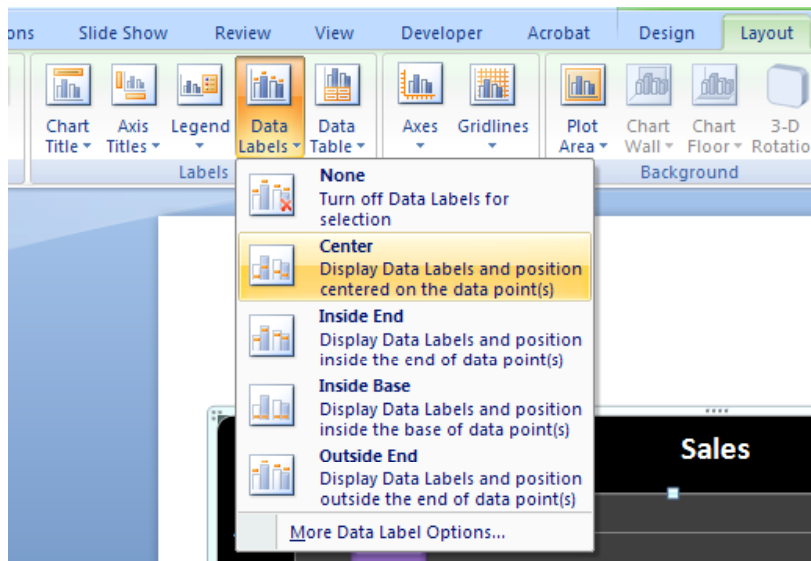 ons Slide Show Review View Developer Acrobat Design Layout
Chart Title Axis Titles Legend Data Labels Data Table Axes Gridlines Plot Area Chart Wall Chart Floor 3-D Rotatio
Labels Background
None
Turn off Data Labels for
selection
Center
Display Data Labels and position
centered on the data point(s)
Inside End
Display Data Labels and position
inside the end of data point(s)
Inside Base
Display Data Labels and position
inside the base of data point(s)
Outside End
Display Data Labels and position
outside the end of data point(s)
More Data Label Options...
Sales